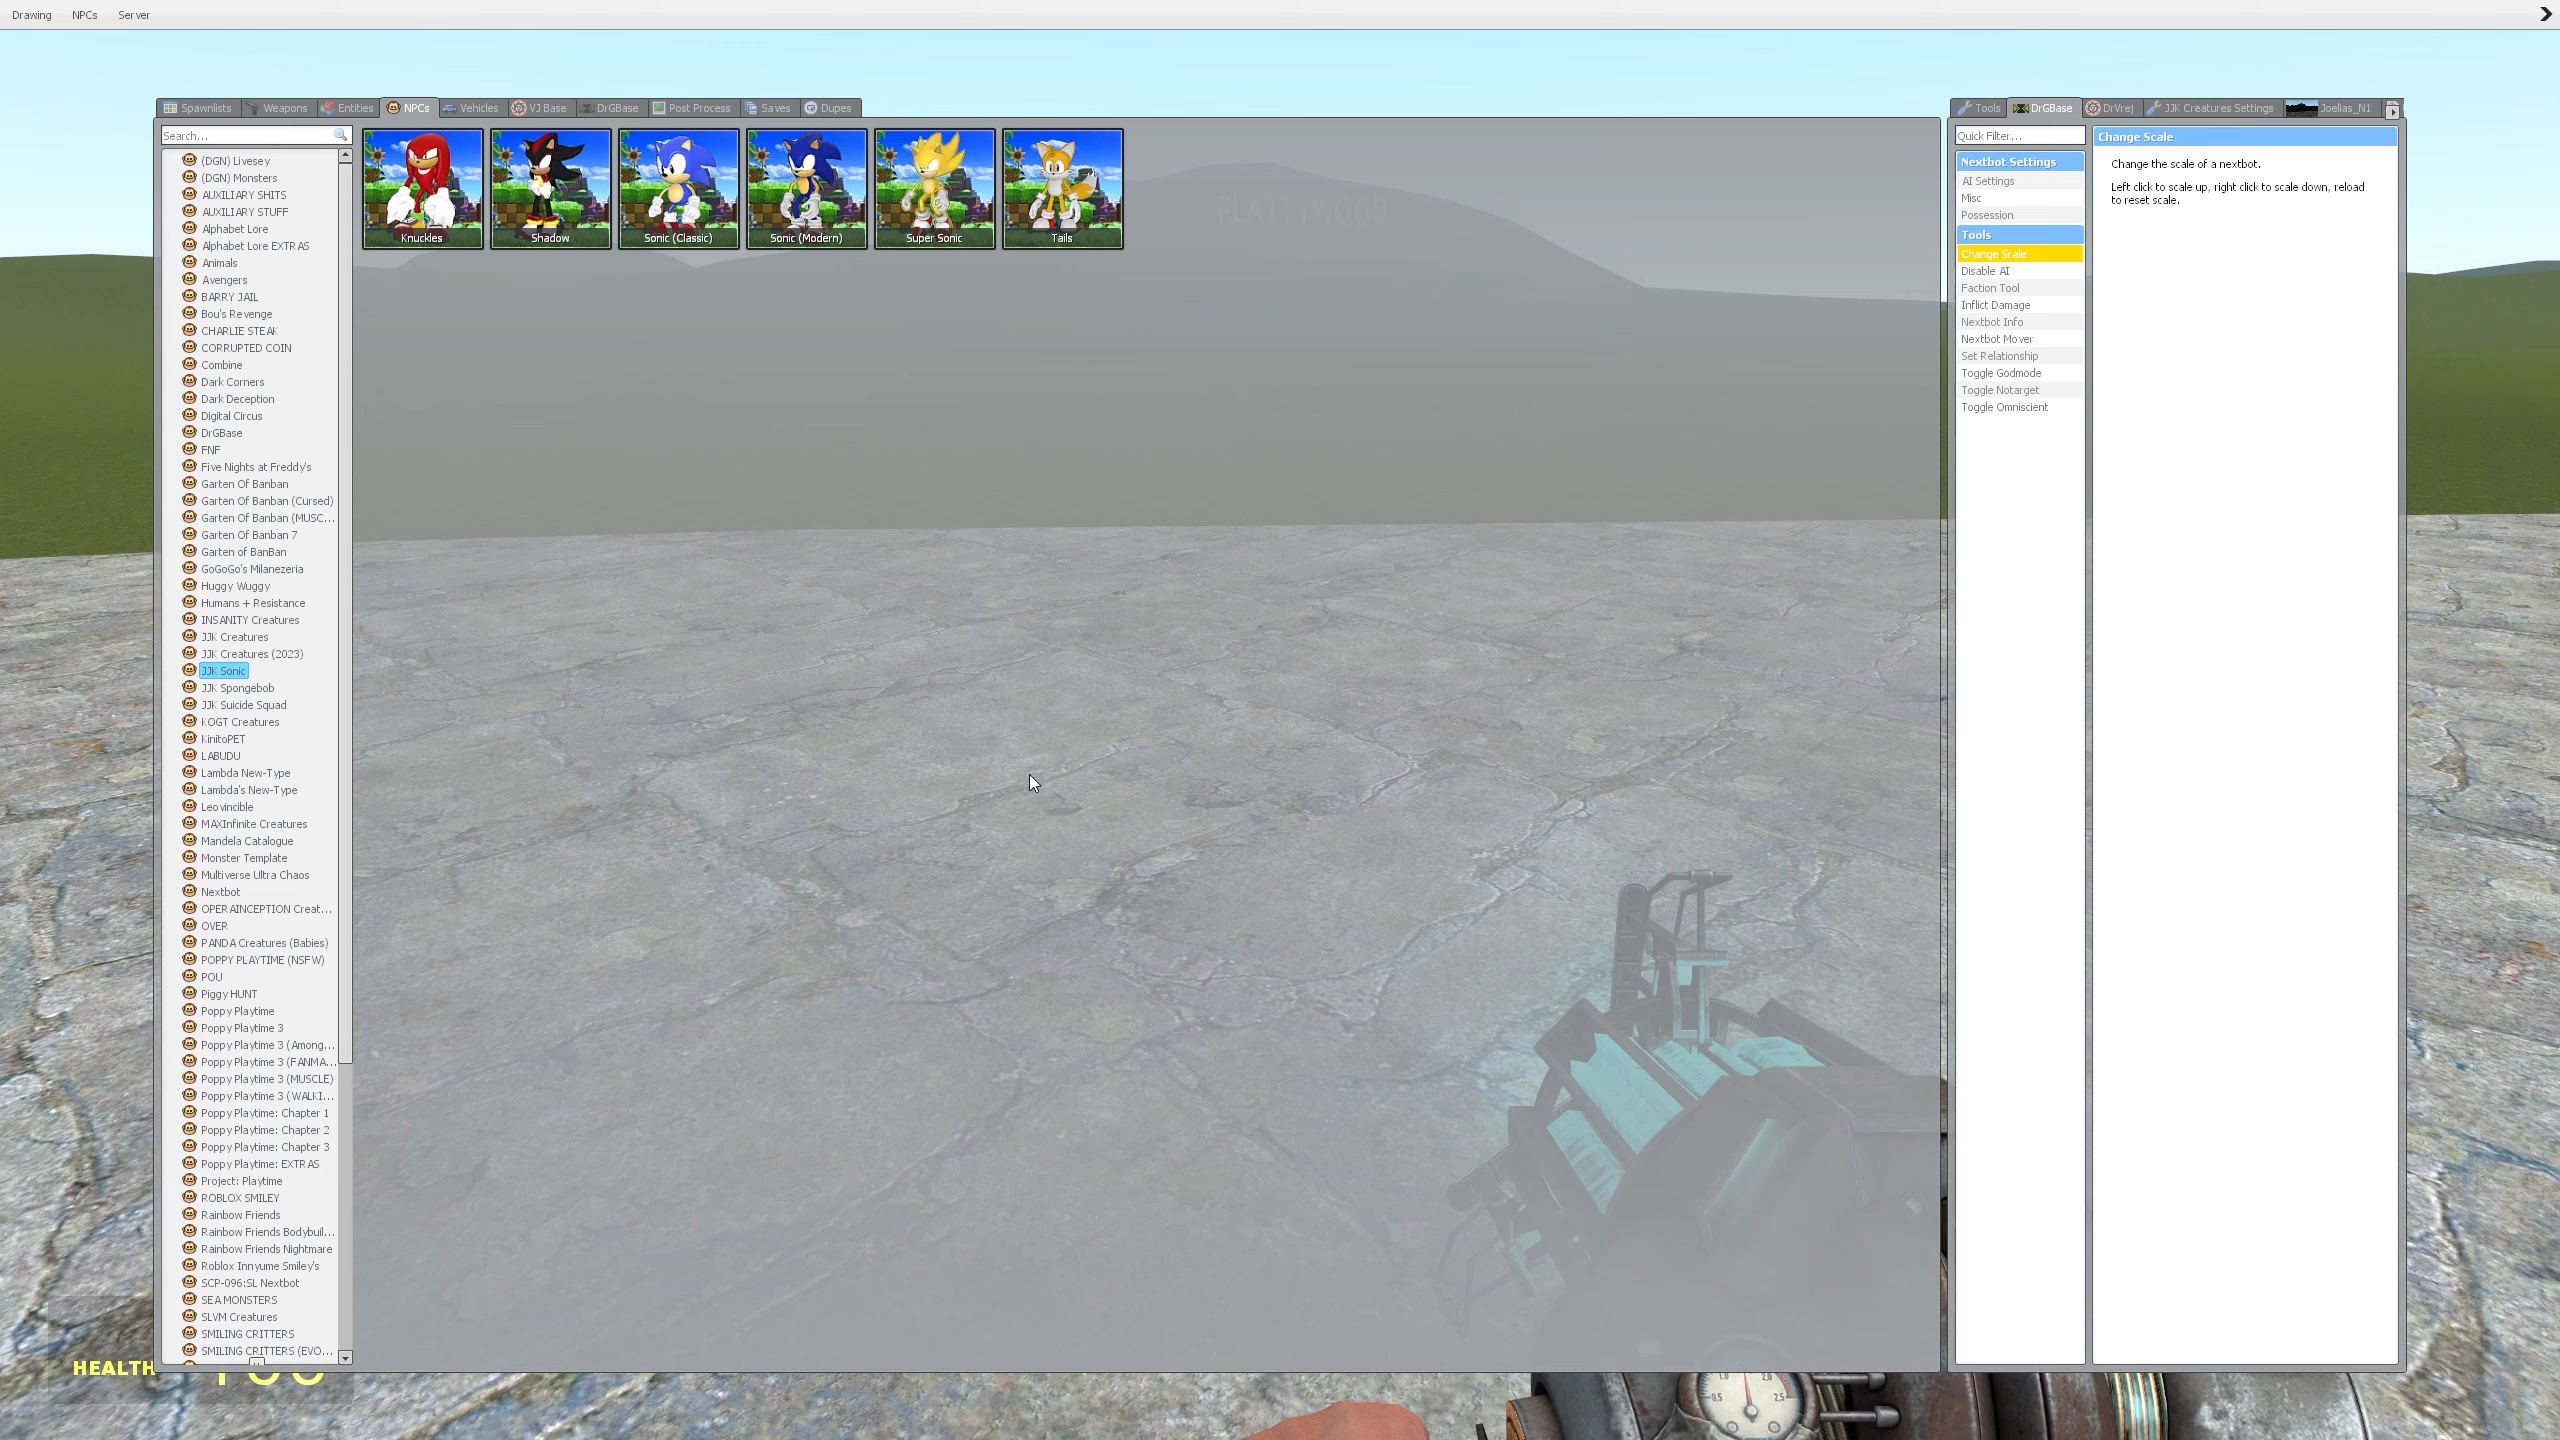 Drawing NPCs Server
Spawnlists Weapons Entities NPCs Vehicles VJ Base DrGBase Post Process Saves Dupes
Search...
(DGN) Livesey
(DGN) Monsters
AUXILIARY SHITS
AUXILIARY STUFF
Alphabet Lore
Alphabet Lore EXTRAS
Animals
Avengers
BARRY JAIL
Bou's Revenge
CHARLIE STEAK
CORRUPTED COIN
Combine
Dark Corners
Dark Deception
Digital Circus
DrGBase
FNF
Five Nights at Freddy's
Garten Of Banban
Garten Of Banban (Cursed)
Garten Of Banban (MUSC...
Garten Of Banban 7
Garten of BanBan
GoGoGo's Milanezeria
Huggy Wuggy
Humans + Resistance
INSANITY Creatures
JJK Creatures
JJK Creatures (2023)
JJK Sonic
JJK Spongebob
JJK Suicide Squad
KOGT Creatures
KinitoPET
LABUDU
Lambda New-Type
Lambda's New-Type
Leovincible
MAXInfinite Creatures
Mandela Catalogue
Monster Template
Multiverse Ultra Chaos
Nextbot
OPERAINCEPTION Creat...
OVER
PANDA Creatures (Babies)
POPPY PLAYTIME (NSFW)
POU
Piggy HUNT
Poppy Playtime
Poppy Playtime 3
Poppy Playtime 3 (Among...
Poppy Playtime 3 (FANMA...
Poppy Playtime 3 (MUSCLE)
Poppy Playtime 3 (WALKI...
Poppy Playtime: Chapter 1
Poppy Playtime: Chapter 2
Poppy Playtime: Chapter 3
Poppy Playtime: EXTRAS
Project: Playtime
ROBLOX SMILEY
Rainbow Friends
Rainbow Friends Bodybuil...
Rainbow Friends Nightmare
Roblox Innyume Smiley's
SCP-096:SL Nextbot
SEA MONSTERS
SLVM Creatures
SMILING CRITTERS
SMILING CRITTERS (EVO...
Knuckles Shadow Sonic (Classic) Sonic (Modern) Super Sonic Tails
Tools DrGBase DrVrej JJK Creatures Settings Joelias_N1
Quick Filter...
Nextbot Settings
AI Settings
Misc
Possession
Tools
Change Scale
Disable AI
Faction Tool
Inflict Damage
Nextbot Info
Nextbot Mover
Set Relationship
Toggle Godmode
Toggle Notarget
Toggle Omniscient
Change Scale
Change the scale of a nextbot.
Left click to scale up, right click to scale down, reload
to reset scale.
HEALTH 100